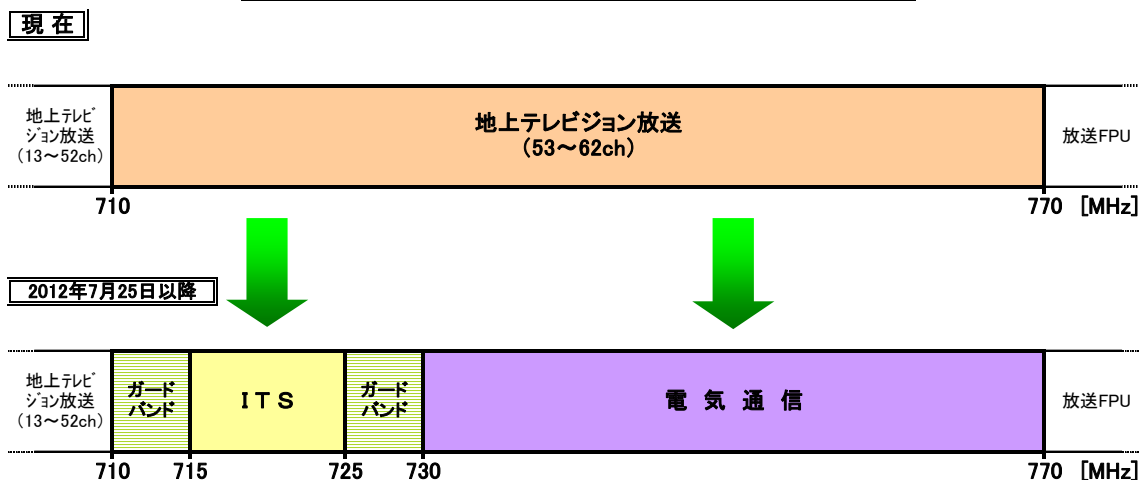 現 在
地上テレビ
ジョン放送
（13～52ch）
地上テレビジョン放送
（53～62ch）
放送FPU
710
770 [MHz]
2012年7月25日以降
地上テレビ
ジョン放送
（13～52ch）
ガード
バンド
ＩＴＳ
ガード
バンド
電 気 通 信
放送FPU
710
715
725
730
770 [MHz]